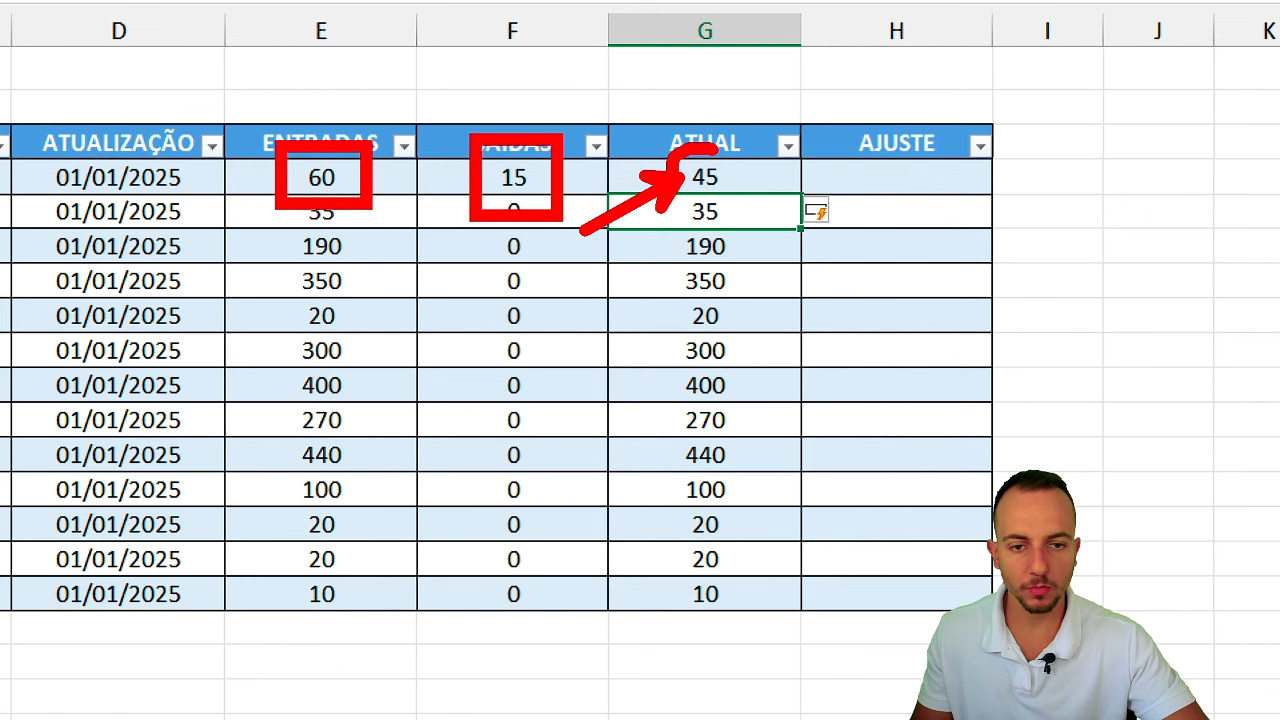 D E F G H I J K
ATUALIZAÇÃO ENTRADAS SAÍDAS ATUAL AJUSTE
01/01/2025 60 15 45
01/01/2025 35 0 35
01/01/2025 190 0 190
01/01/2025 350 0 350
01/01/2025 20 0 20
01/01/2025 300 0 300
01/01/2025 400 0 400
01/01/2025 270 0 270
01/01/2025 440 0 440
01/01/2025 100 0 100
01/01/2025 20 0 20
01/01/2025 20 0 20
01/01/2025 10 0 10